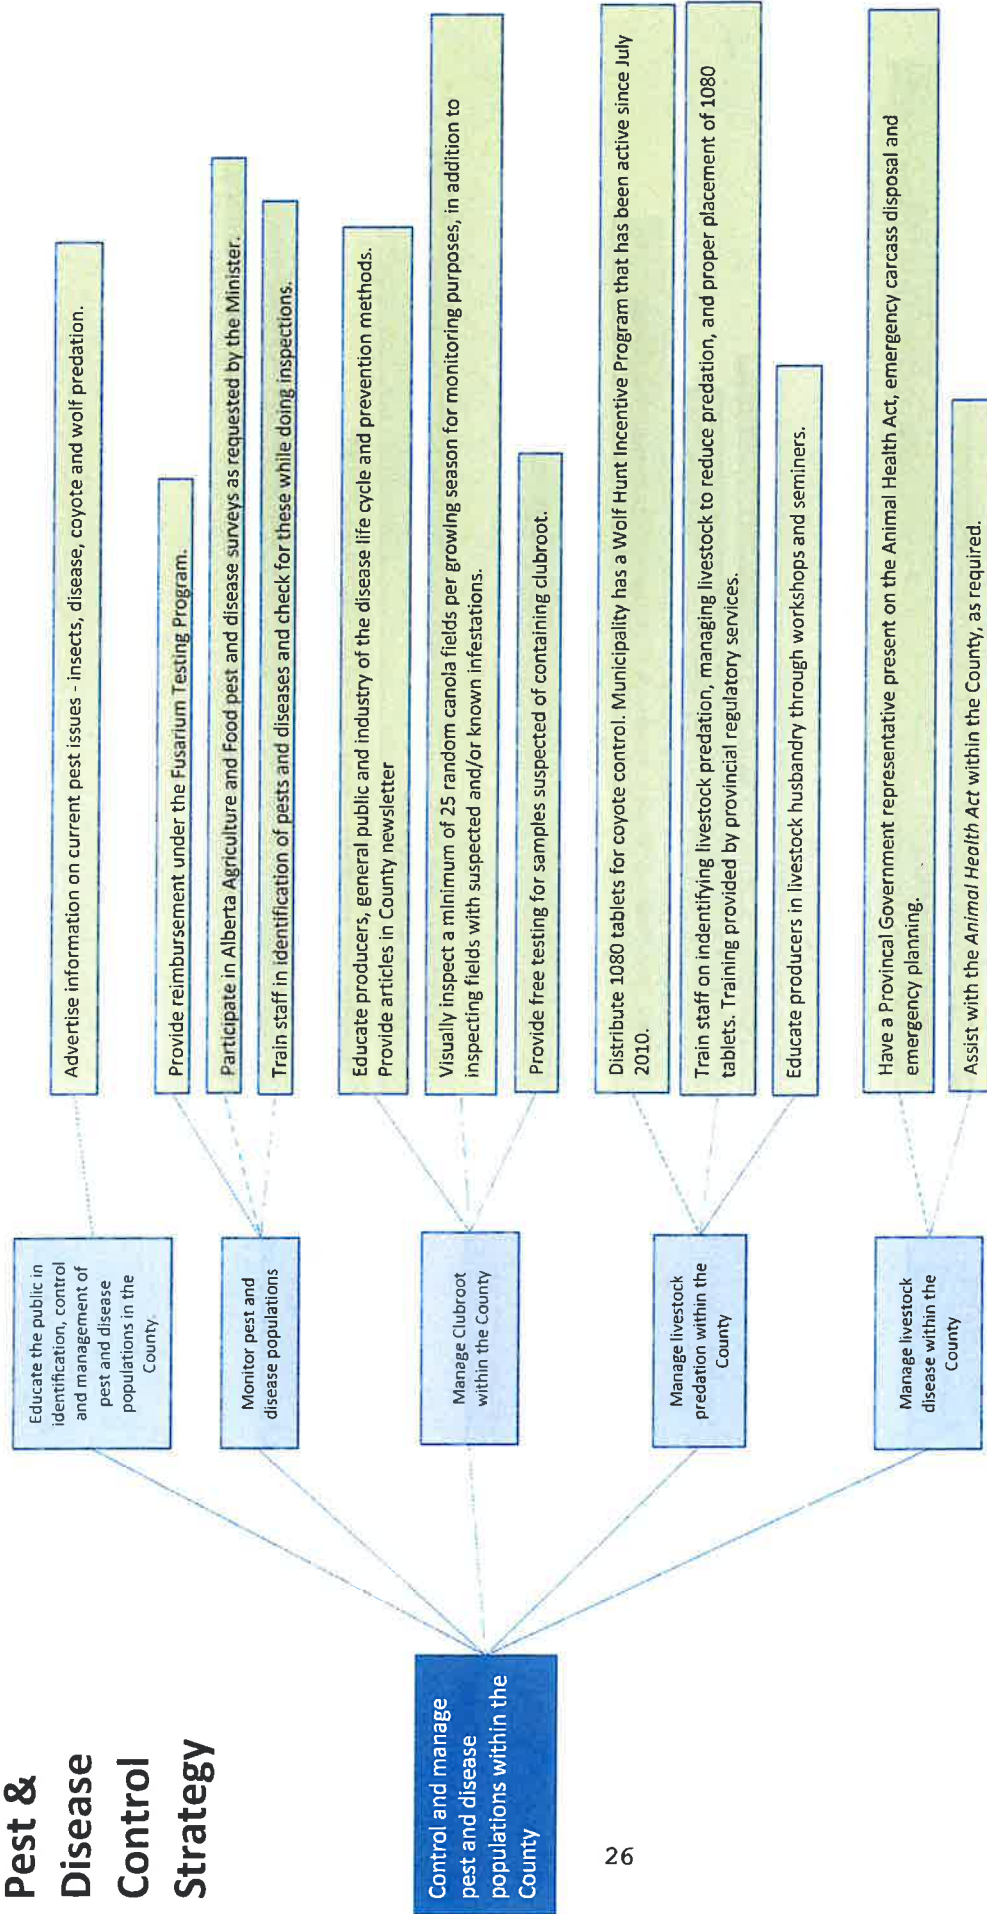 Pest &
Disease
Control
Strategy
Control and manage
pest and disease
populations within the
County
Educate the public in
identification, control
and management of
pest and disease
populations in the
County.
Advertise information on current pest issues - insects, disease, coyote and wolf predation.
Monitor pest and
disease populations
Provide reimbursement under the Fusarium Testing Program.
Participate in Alberta Agriculture and Food pest and disease surveys as requested by the Minister.
Train staff in identification of pests and diseases and check for these while doing inspections.
Manage Clubroot
within the County
Educate producers, general public and industry of the disease life cycle and prevention methods.
Provide articles in County newsletter
Visually inspect a minimum of 25 random canola fields per growing season for monitoring purposes, in addition to
inspecting fields with suspected and/or known infestations.
Provide free testing for samples suspected of containing clubroot.
Manage livestock
predation within the
County
Distribute 1080 tablets for coyote control. Municipality has a Wolf Hunt Incentive Program that has been active since July
2010.
Train staff on indentifying livestock predation, managing livestock to reduce predation, and proper placement of 1080
tablets. Training provided by provincial regulatory services.
Educate producers in livestock husbandry through workshops and seminers.
Manage livestock
disease within the
County
Have a Provincal Government representative present on the Animal Health Act, emergency carcass disposal and
emergency planning.
Assist with the Animal Health Act within the County, as required.
26